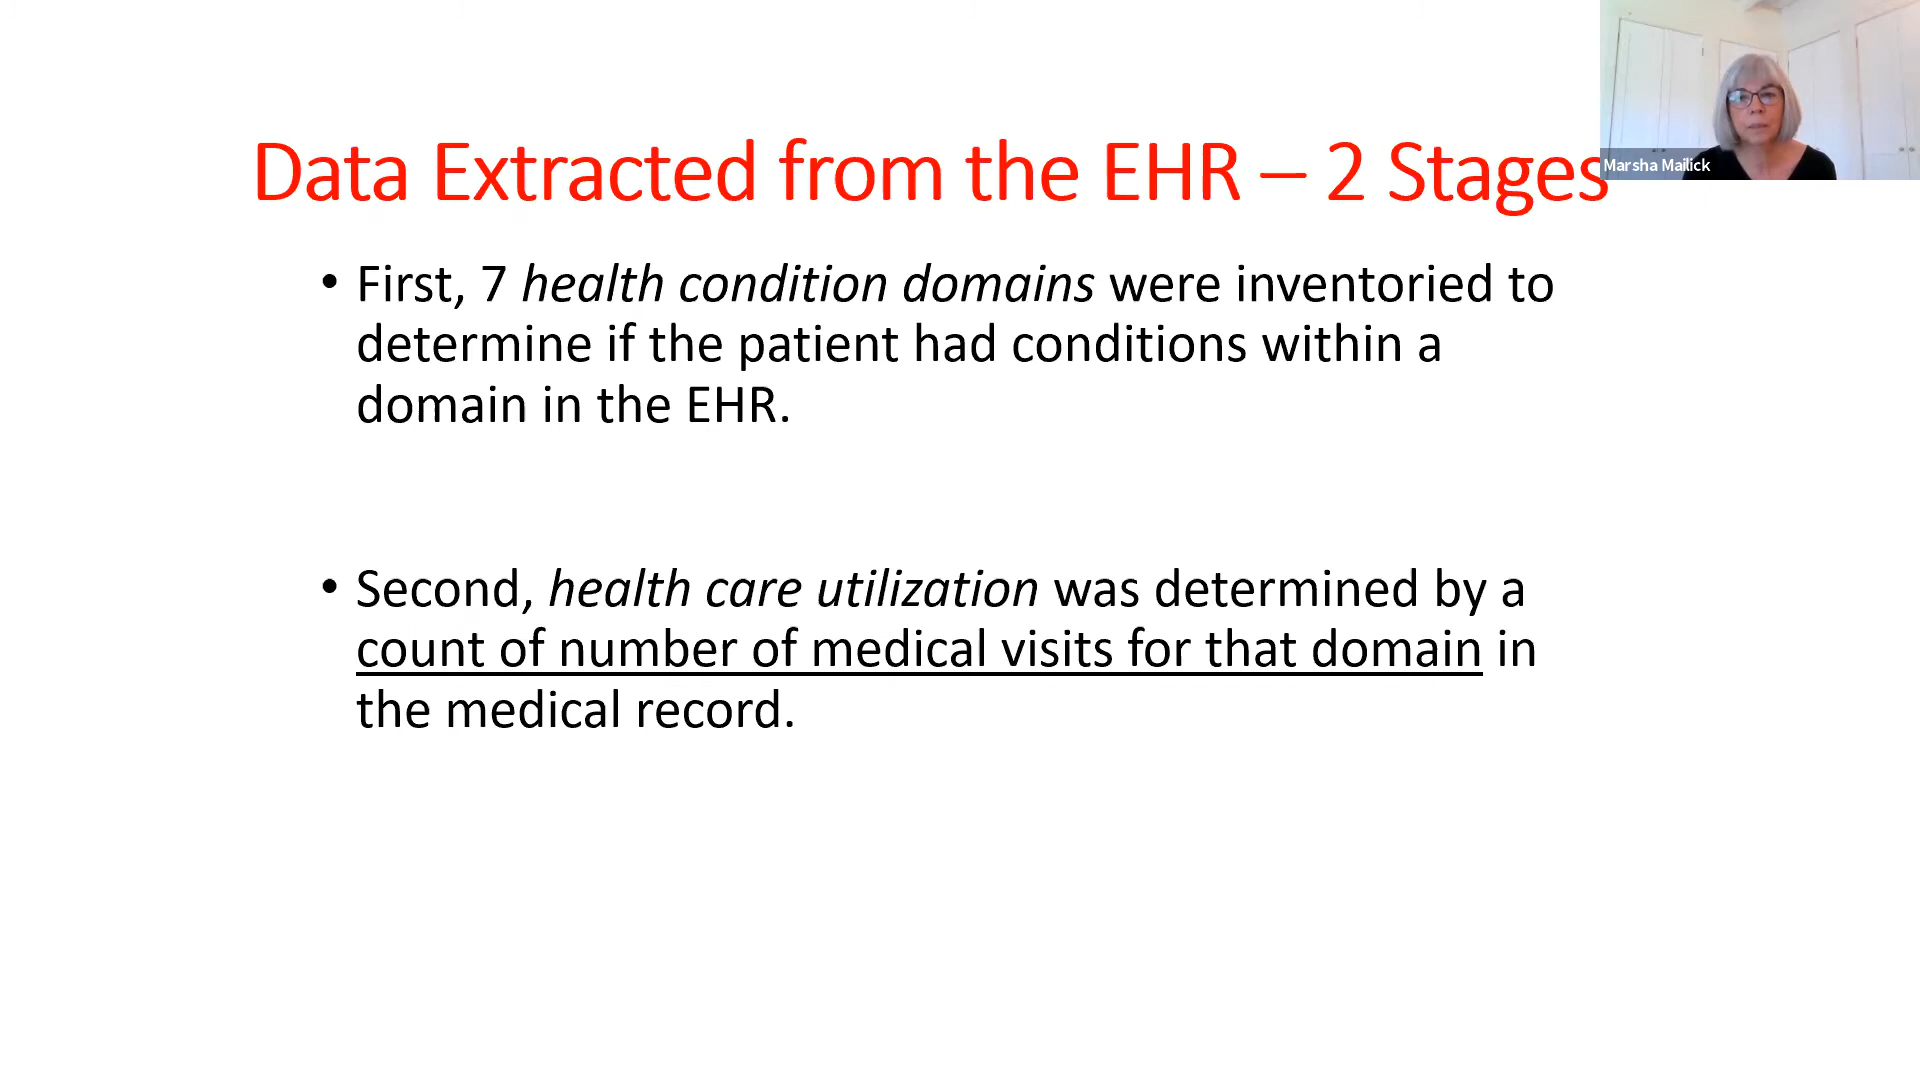 Data Extracted from the EHR – 2 Stages
Marsha Mailick
• First, 7 health condition domains were inventoried to
determine if the patient had conditions within a
domain in the EHR.
• Second, health care utilization was determined by a
count of number of medical visits for that domain in
the medical record.